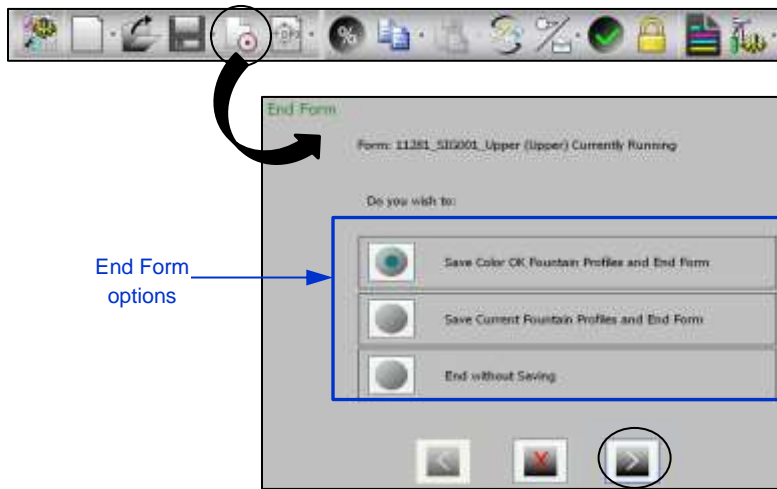 %
End Form
Form: 11281_SIG001_Upper (Upper) Currently Running
Do you wish to:
End Form
options
Save Color OK Fountain Profiles and End Form
Save Current Fountain Profiles and End Form
End without Saving